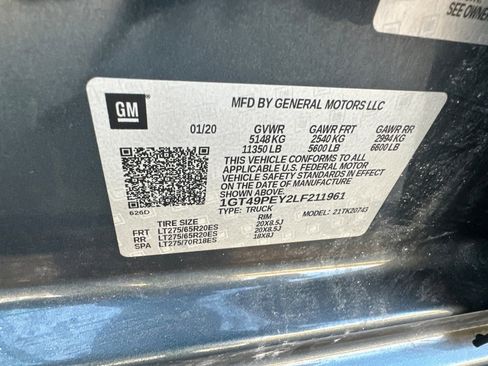 SEE OWNER
GM
MFD BY GENERAL MOTORS LLC
01/20 GVWR GAWR FRT GAWR RR
5148 KG 2540 KG 2994 KG
11350 LB 5600 LB 6600 LB
THIS VEHICLE CONFORMS TO ALL
APPLICABLE U.S. FEDERAL MOTOR
VEHICLE SAFETY STANDARDS IN
EFFECT ON THE DATE OF
MANUFACTURE SHOWN ABOVE.
1GT49PEY2LF211961
626D TYPE: TRUCK MODEL: 21TK20743
TIRE SIZE RIM
FRT LT275/65R20ES 20X8.5J
RR LT275/65R20ES 20X8.5J
SPA LT275/70R18ES 18X8J